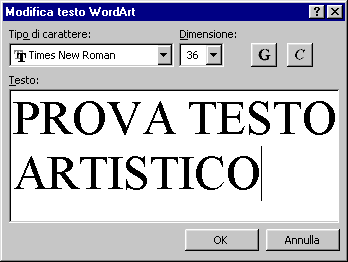 Modifica testo WordArt
Tipo di carattere: Dimensione:
Times New Roman 36 G C
Testo:
PROVA TESTO
ARTISTICO
OK Annulla